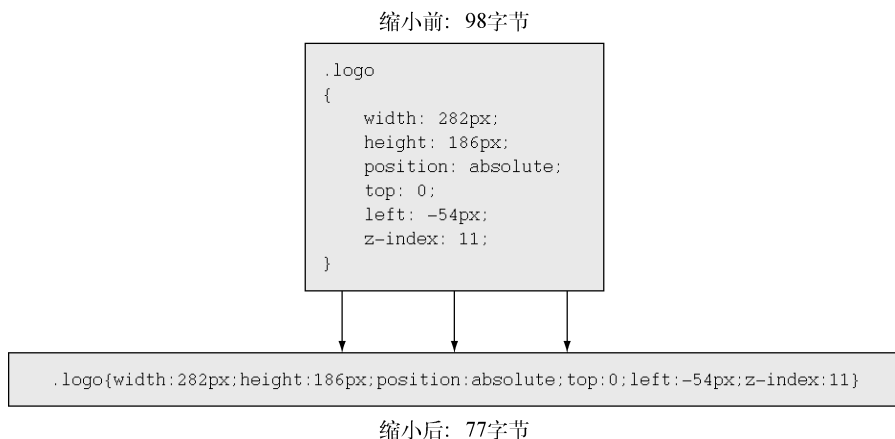 缩小前：98字节
.logo
{
    width: 282px;
    height: 186px;
    position: absolute;
    top: 0;
    left: -54px;
    z-index: 11;
}
.logo{width:282px;height:186px;position:absolute;top:0;left:-54px;z-index:11}
缩小后：77字节